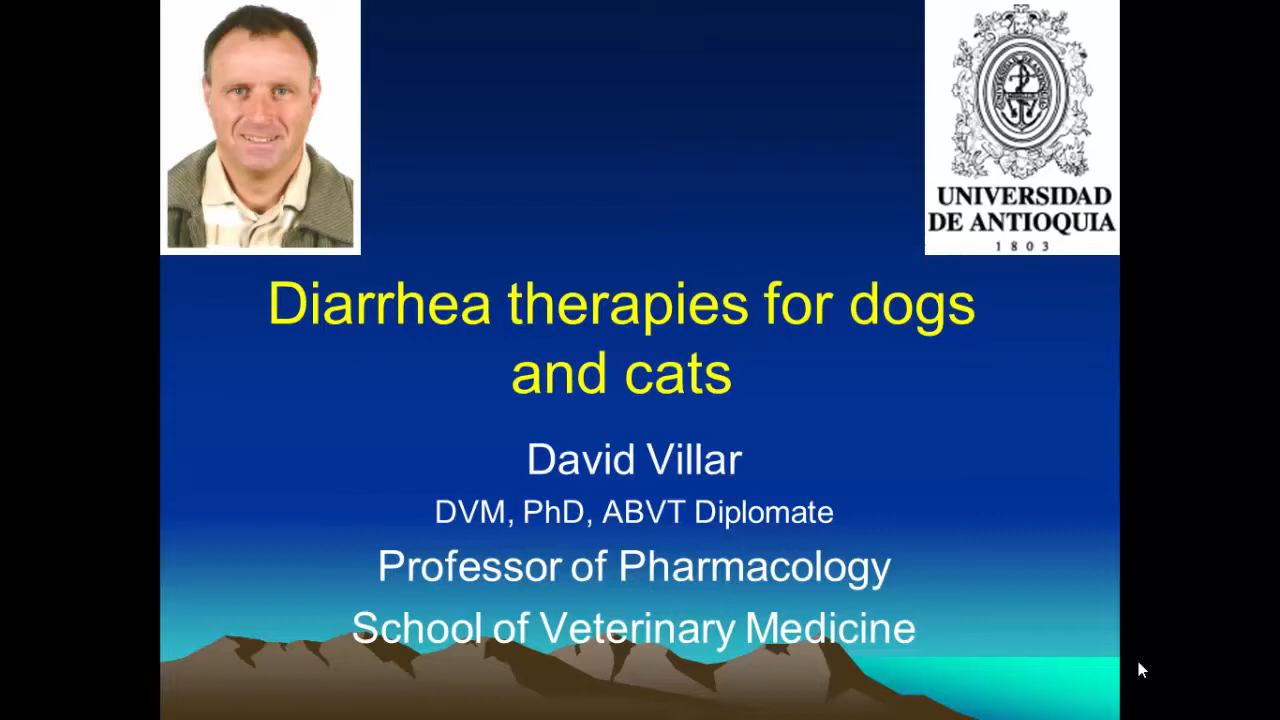 UNIVERSIDAD
DE ANTIOQUIA
1803
Diarrhea therapies for dogs
and cats
David Villar
DVM, PhD, ABVT Diplomate
Professor of Pharmacology
School of Veterinary Medicine